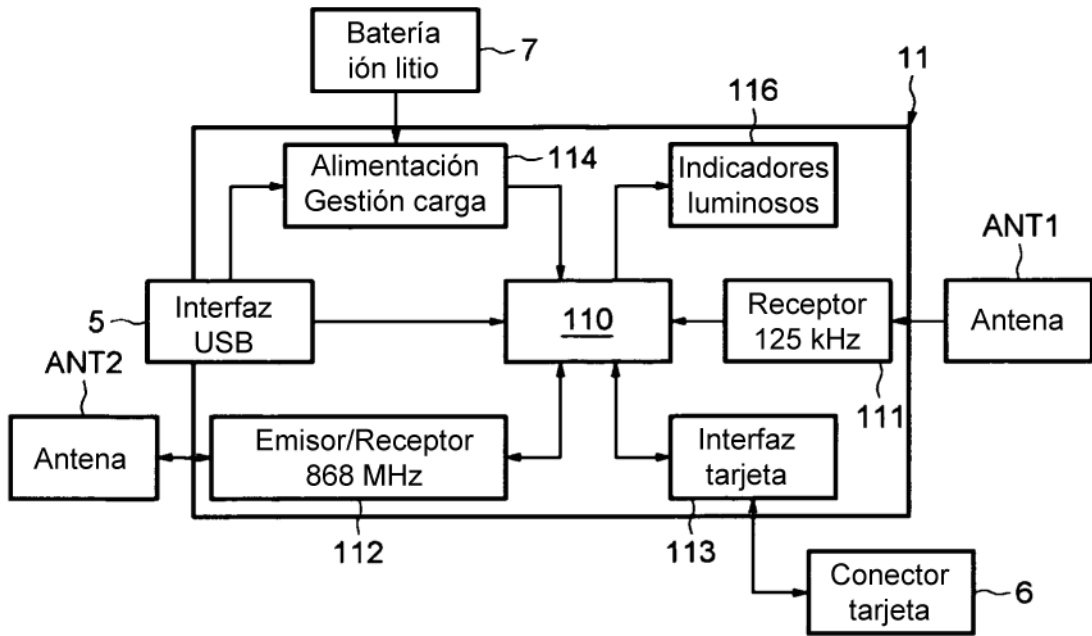 Batería
ión litio
7
11
116
Alimentación
Gestión carga
114
Indicadores
luminosos
ANT1
5
Interfaz
USB
110
Receptor
125 kHz
Antena
ANT2
111
Antena
Emisor/Receptor
868 MHz
Interfaz
tarjeta
112
113
Conector
tarjeta
6